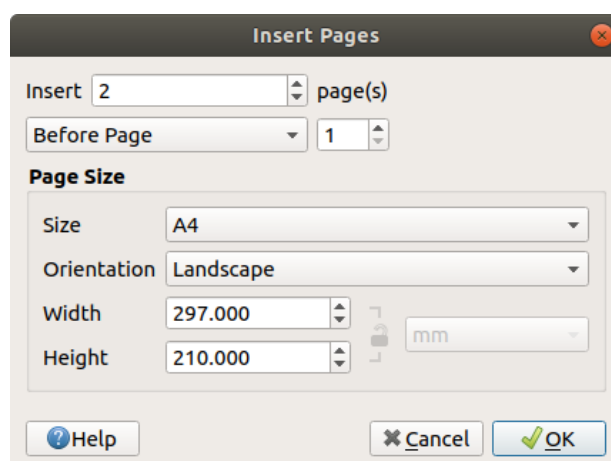 Insert Pages
Insert 2 page(s)
Before Page 1
Page Size
Size A4
Orientation Landscape
Width 297.000
mm
Height 210.000
Help Cancel OK